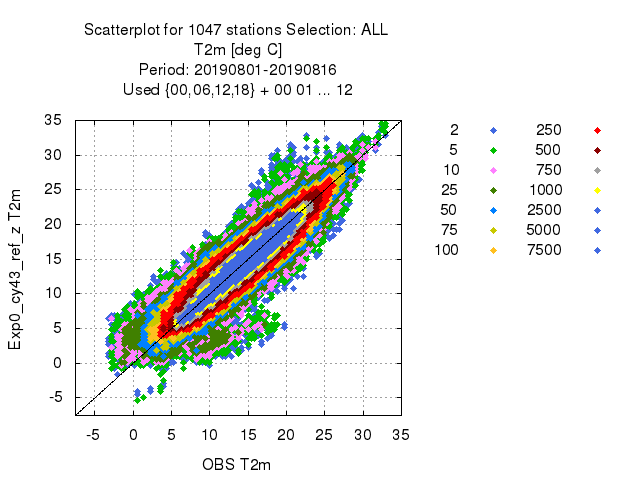 Scatterplot for 1047 stations Selection: ALL
T2m [deg C]
Period: 20190801-20190816
Used {00,06,12,18} + 00 01 ... 12
35
30
25
20
15
10
5
0
-5
Exp0_cy43_ref_z T2m
-5 0 5 10 15 20 25 30 35
OBS T2m
2 250
5 500
10 750
25 1000
50 2500
75 5000
100 7500